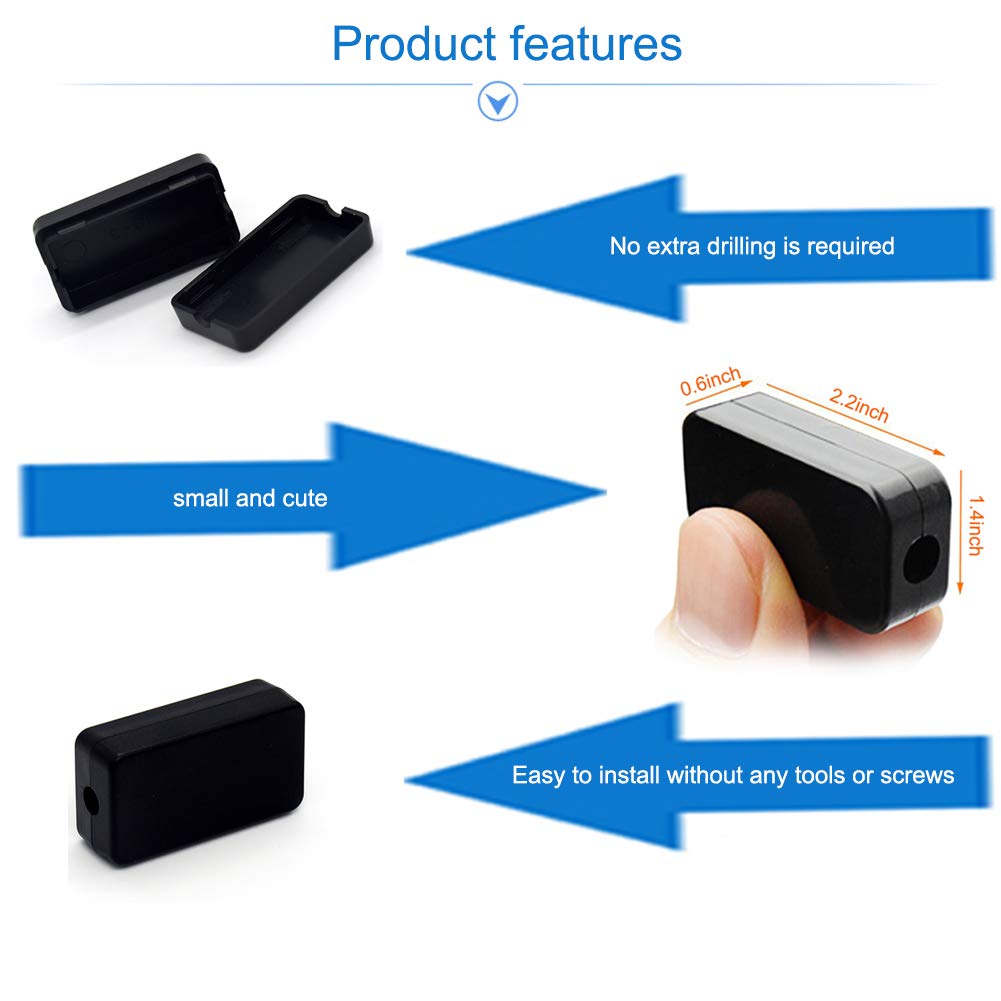 Product features
No extra drilling is required
0.6inch
2.2inch
1.4inch
small and cute
Easy to install without any tools or screws